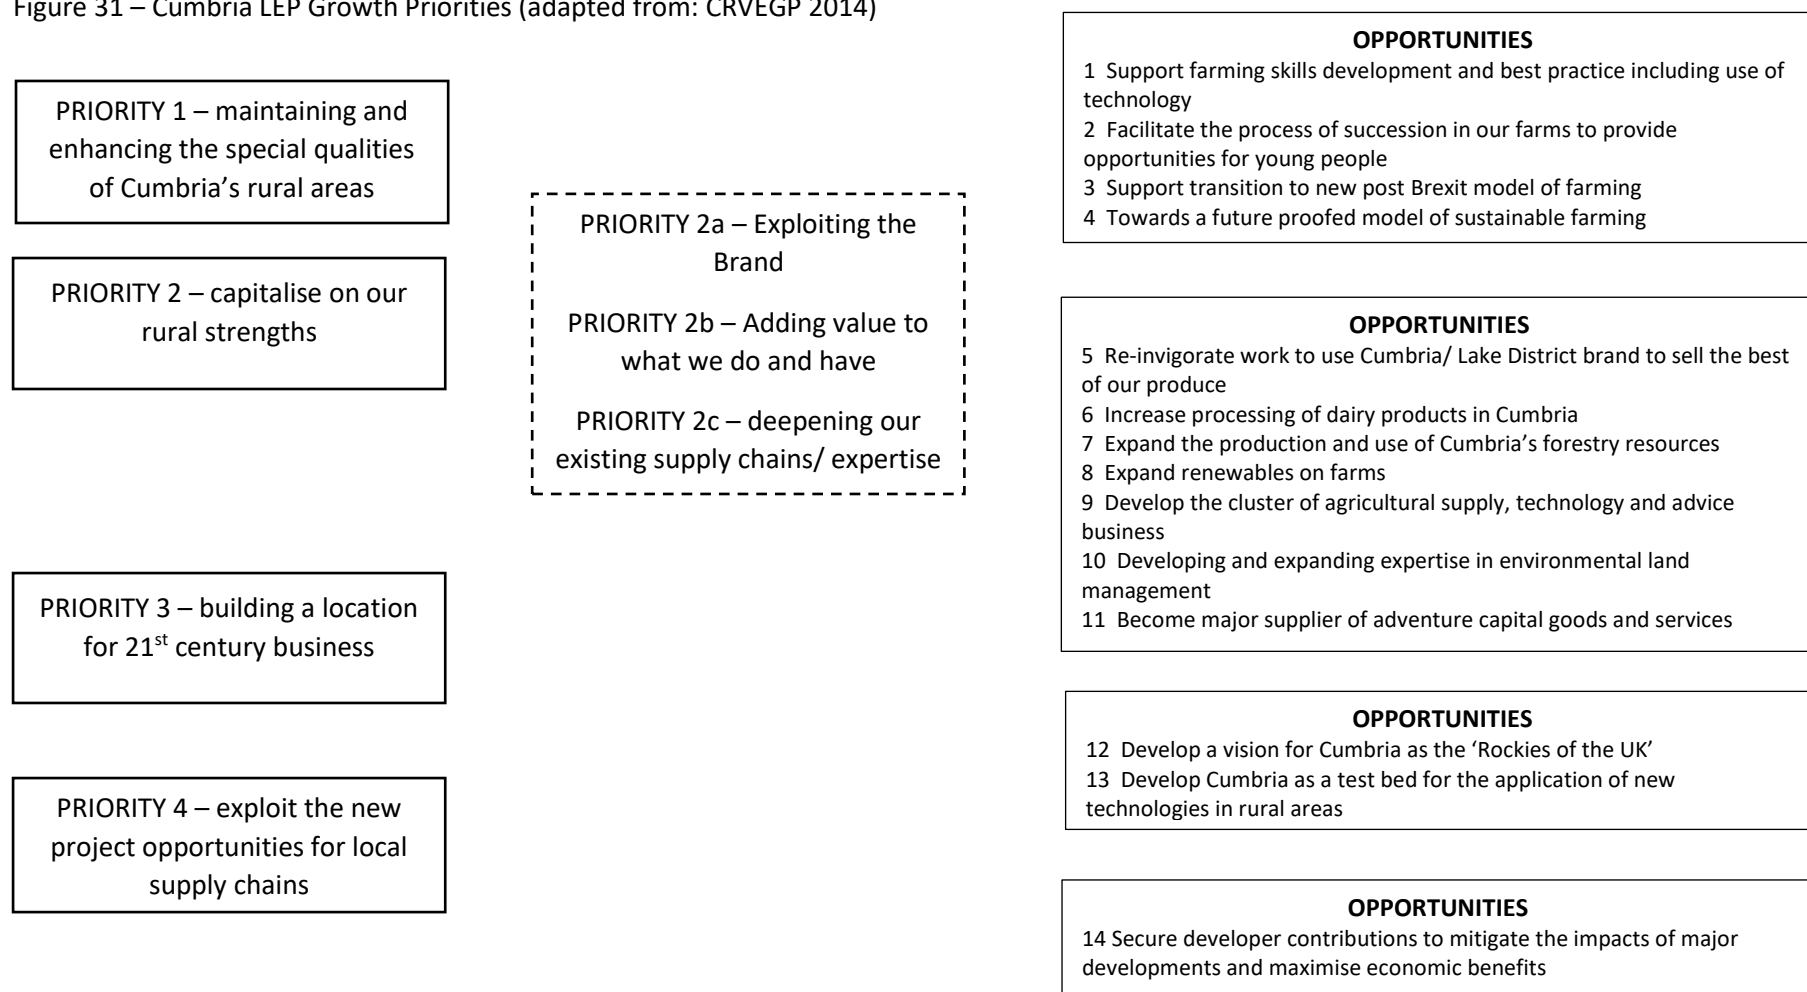 Figure 31 – Cumbria LEP Growth Priorities (adapted from: CRVEGP 2014)
PRIORITY 1 – maintaining and
enhancing the special qualities
of Cumbria’s rural areas
PRIORITY 2 – capitalise on our
rural strengths
PRIORITY 3 – building a location
for 21st century business
PRIORITY 4 – exploit the new
project opportunities for local
supply chains
PRIORITY 2a – Exploiting the
Brand
PRIORITY 2b – Adding value to
what we do and have
PRIORITY 2c – deepening our
existing supply chains/ expertise
OPPORTUNITIES
1 Support farming skills development and best practice including use of
technology
2 Facilitate the process of succession in our farms to provide
opportunities for young people
3 Support transition to new post Brexit model of farming
4 Towards a future proofed model of sustainable farming
OPPORTUNITIES
5 Re-invigorate work to use Cumbria/ Lake District brand to sell the best
of our produce
6 Increase processing of dairy products in Cumbria
7 Expand the production and use of Cumbria’s forestry resources
8 Expand renewables on farms
9 Develop the cluster of agricultural supply, technology and advice
business
10 Developing and expanding expertise in environmental land
management
11 Become major supplier of adventure capital goods and services
OPPORTUNITIES
12 Develop a vision for Cumbria as the ‘Rockies of the UK’
13 Develop Cumbria as a test bed for the application of new
technologies in rural areas
OPPORTUNITIES
14 Secure developer contributions to mitigate the impacts of major
developments and maximise economic benefits